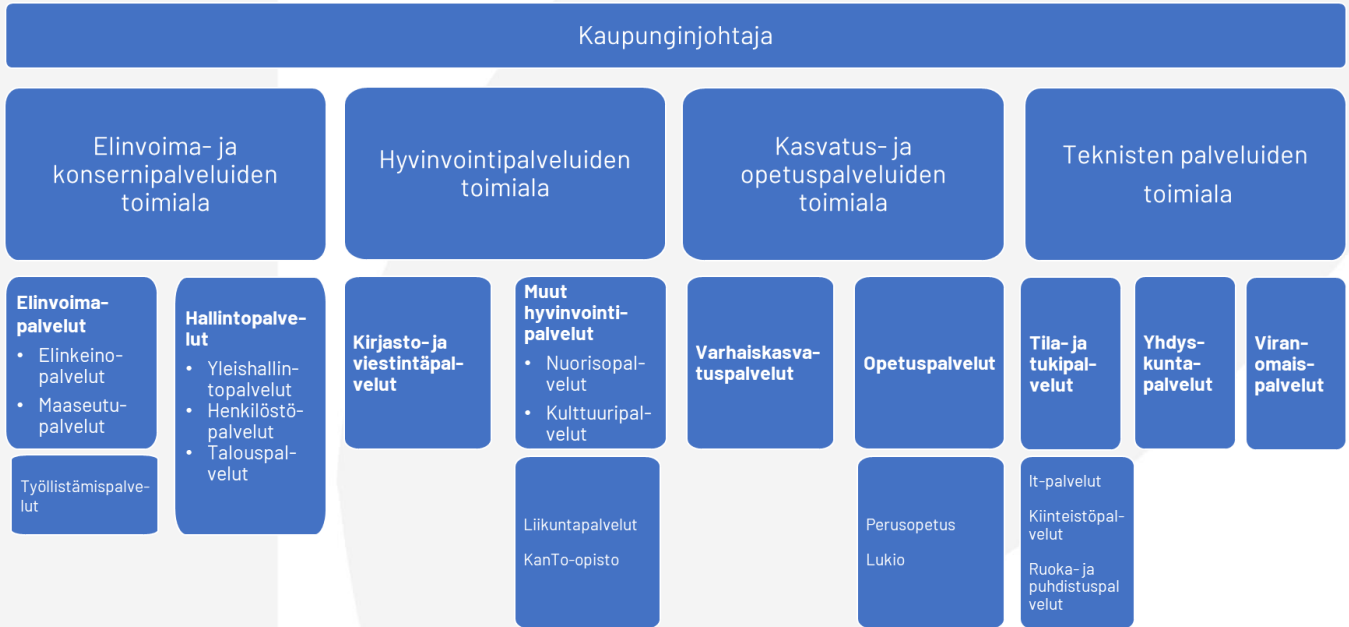 Kaupunginjohtaja
Elinvoima- ja
konsernipalveluiden
toimiala
Hyvinvointipalveluiden
toimiala
Kasvatus- ja
opetuspalveluiden
toimiala
Teknisten palveluiden
toimiala
Elinvoima-
palvelut
• Elinkeino-
palvelut
• Maaseutu-
palvelut
Työllistämispalve-
lut
Hallintopalve-
lut
• Yleishallin-
topalvelut
• Henkilöstö-
palvelut
• Talouspal-
velut
Kirjasto- ja
viestintäpal-
velut
Muut
hyvinvointi-
palvelut
• Nuorisopal-
velut
• Kulttuuripal-
velut
Liikuntapalvelut
KanTo-opisto
Varhaiskasva-
tuspalvelut
Opetuspalvelut
Perusopetus
Lukio
Tila- ja
tukipal-
velut
It-palvelut
Kiinteistöpal-
velut
Ruoka- ja
puhdistuspal
velut
Yhdys-
kunta-
palvelut
Viran-
omais-
palvelut